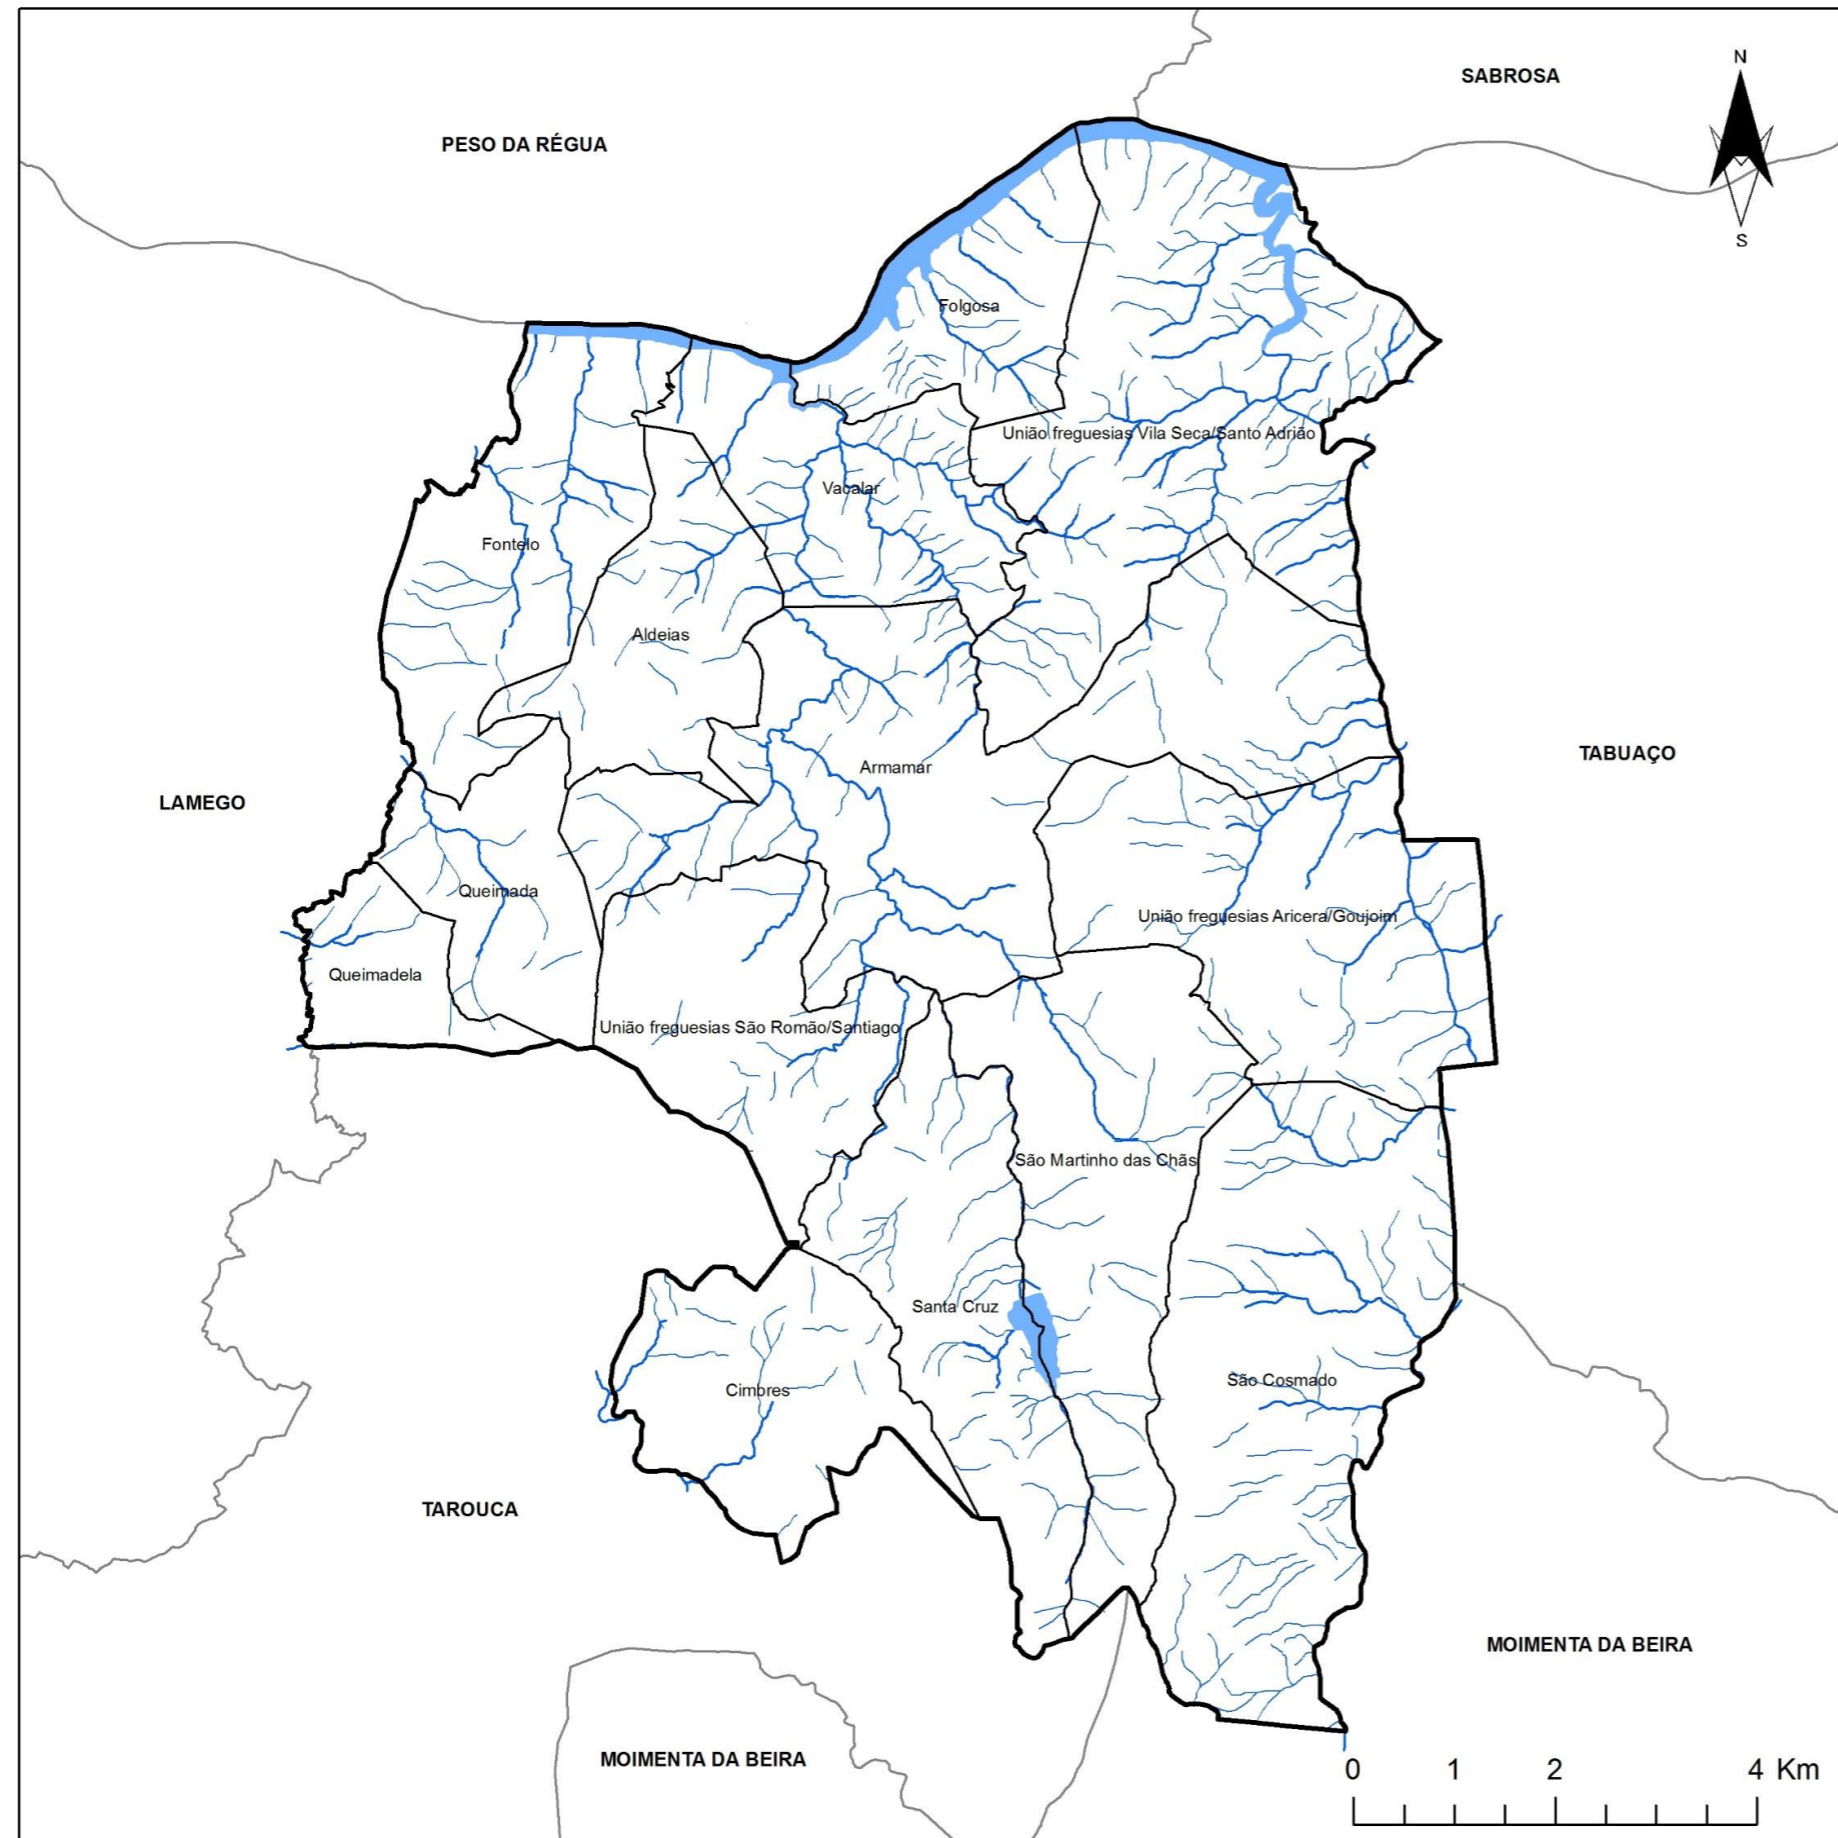 N
SABROSA
PESO DA RÉGUA
S
Folgosa
União freguesias Vila Seca/Santo Adrião
Vacalar
Fontelo
Aldeias
TABUAÇO
Armamar
LAMEGO
Queimada
União freguesias Aricera/Goujoim
Queimadela
União freguesias São Romão/Santiago
São Martinho das Chãs
Santa Cruz
São Cosmado
Cimbres
TAROUCA
MOIMENTA DA BEIRA
MOIMENTA DA BEIRA
0 1 2 4 Km